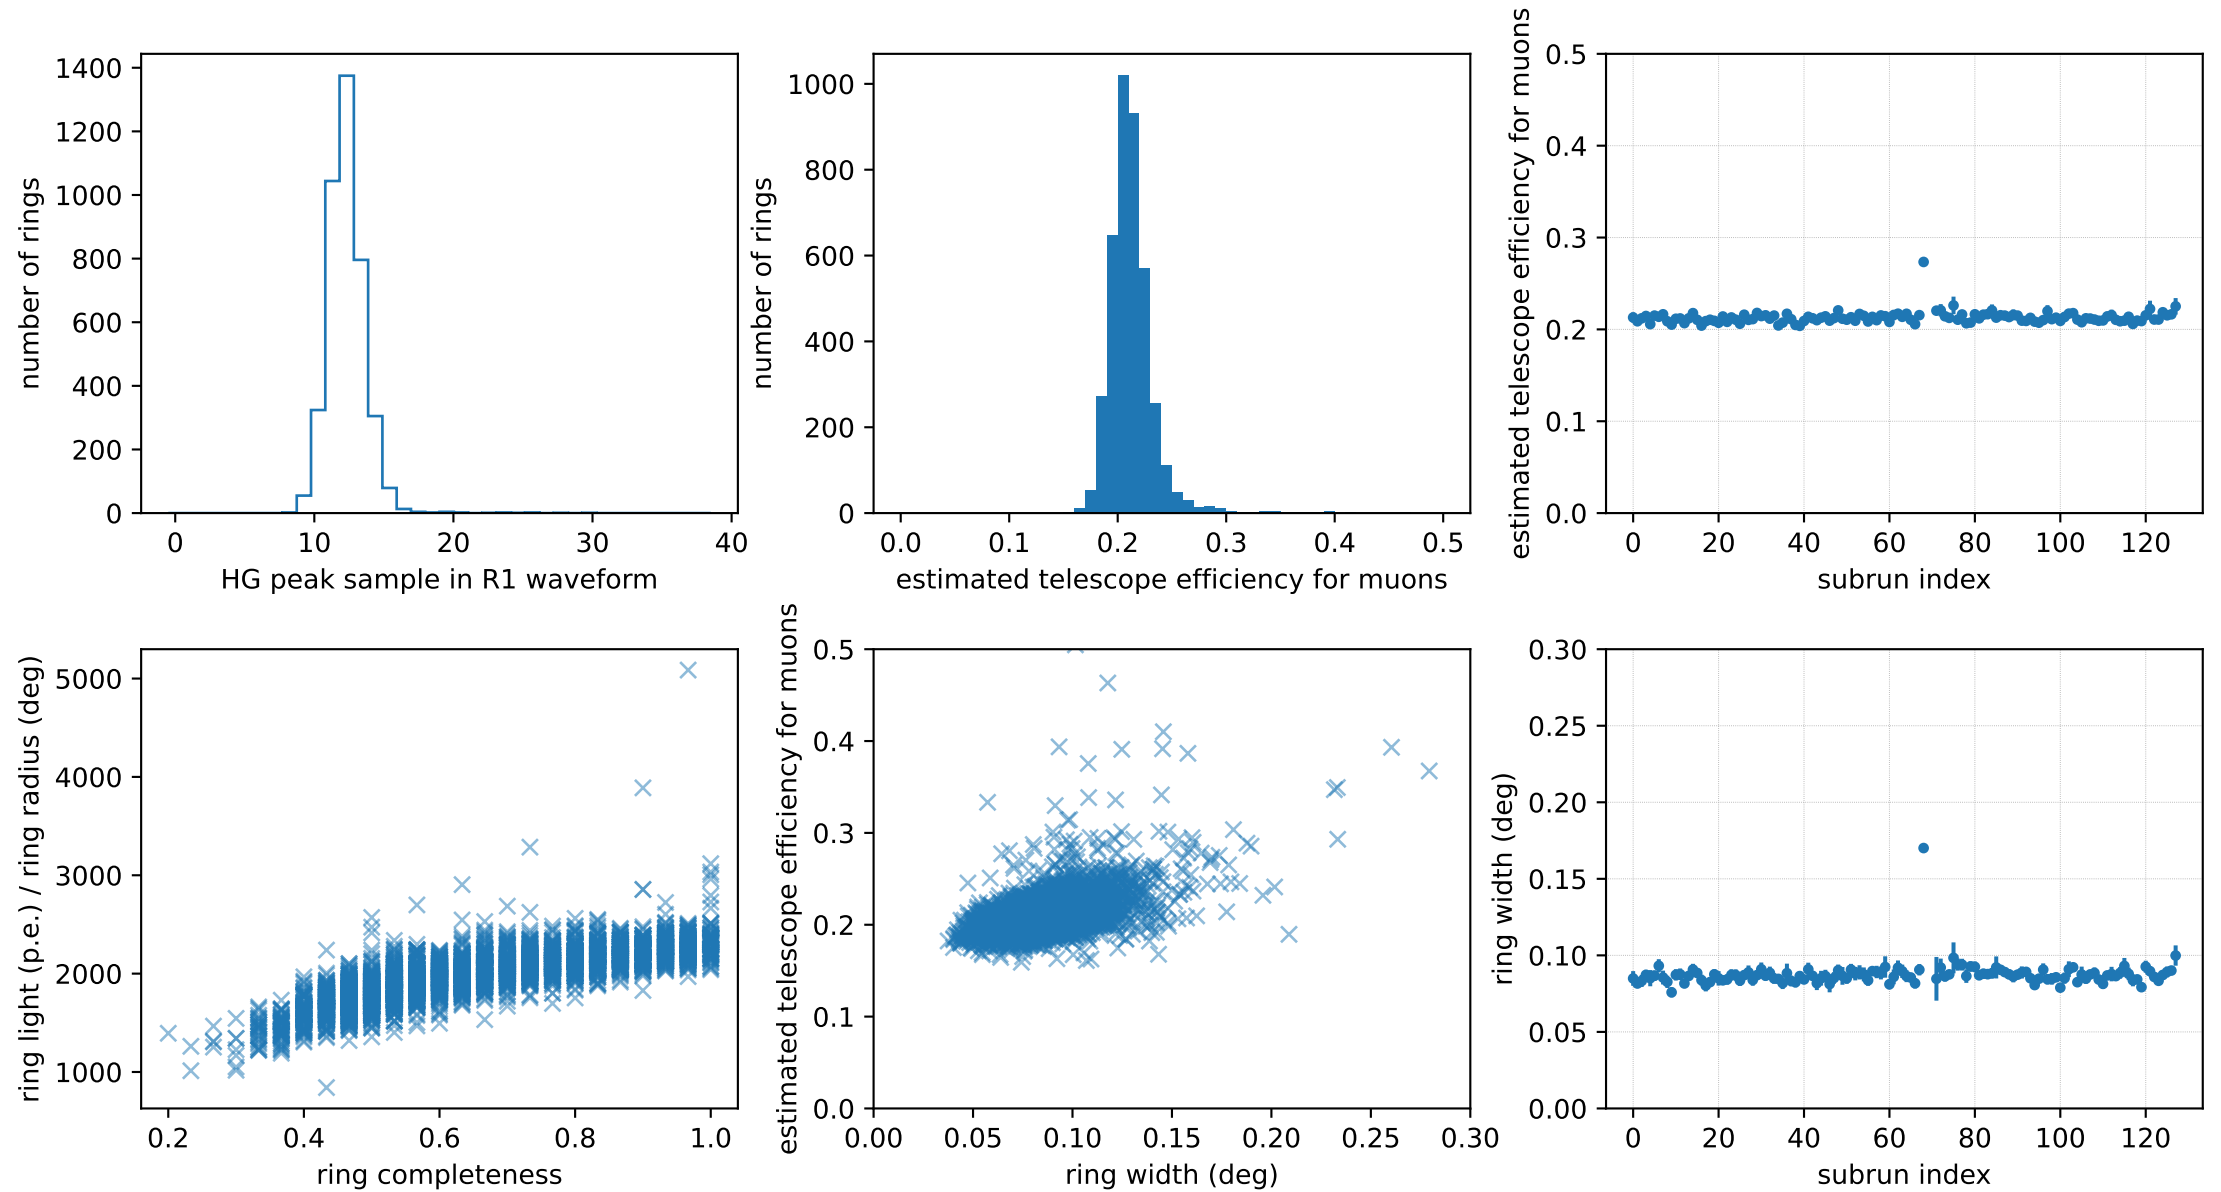 1400
1200
1000
800
600
400
200
0
number of rings
0 10 20 30 40
HG peak sample in R1 waveform
1000
800
600
400
200
0
number of rings
0.0 0.1 0.2 0.3 0.4 0.5
estimated telescope efficiency for muons
0.5
0.4
0.3
0.2
0.1
0.0
estimated telescope efficiency for muons
0 20 40 60 80 100 120
subrun index
5000
4000
3000
2000
1000
ring light (p.e.) / ring radius (deg)
0.2 0.4 0.6 0.8 1.0
ring completeness
0.5
0.4
0.3
0.2
0.1
0.0
estimated telescope efficiency for muons
0.00 0.05 0.10 0.15 0.20 0.25 0.30
ring width (deg)
0.30
0.25
0.20
0.15
0.10
0.05
0.00
ring width (deg)
0 20 40 60 80 100 120
subrun index